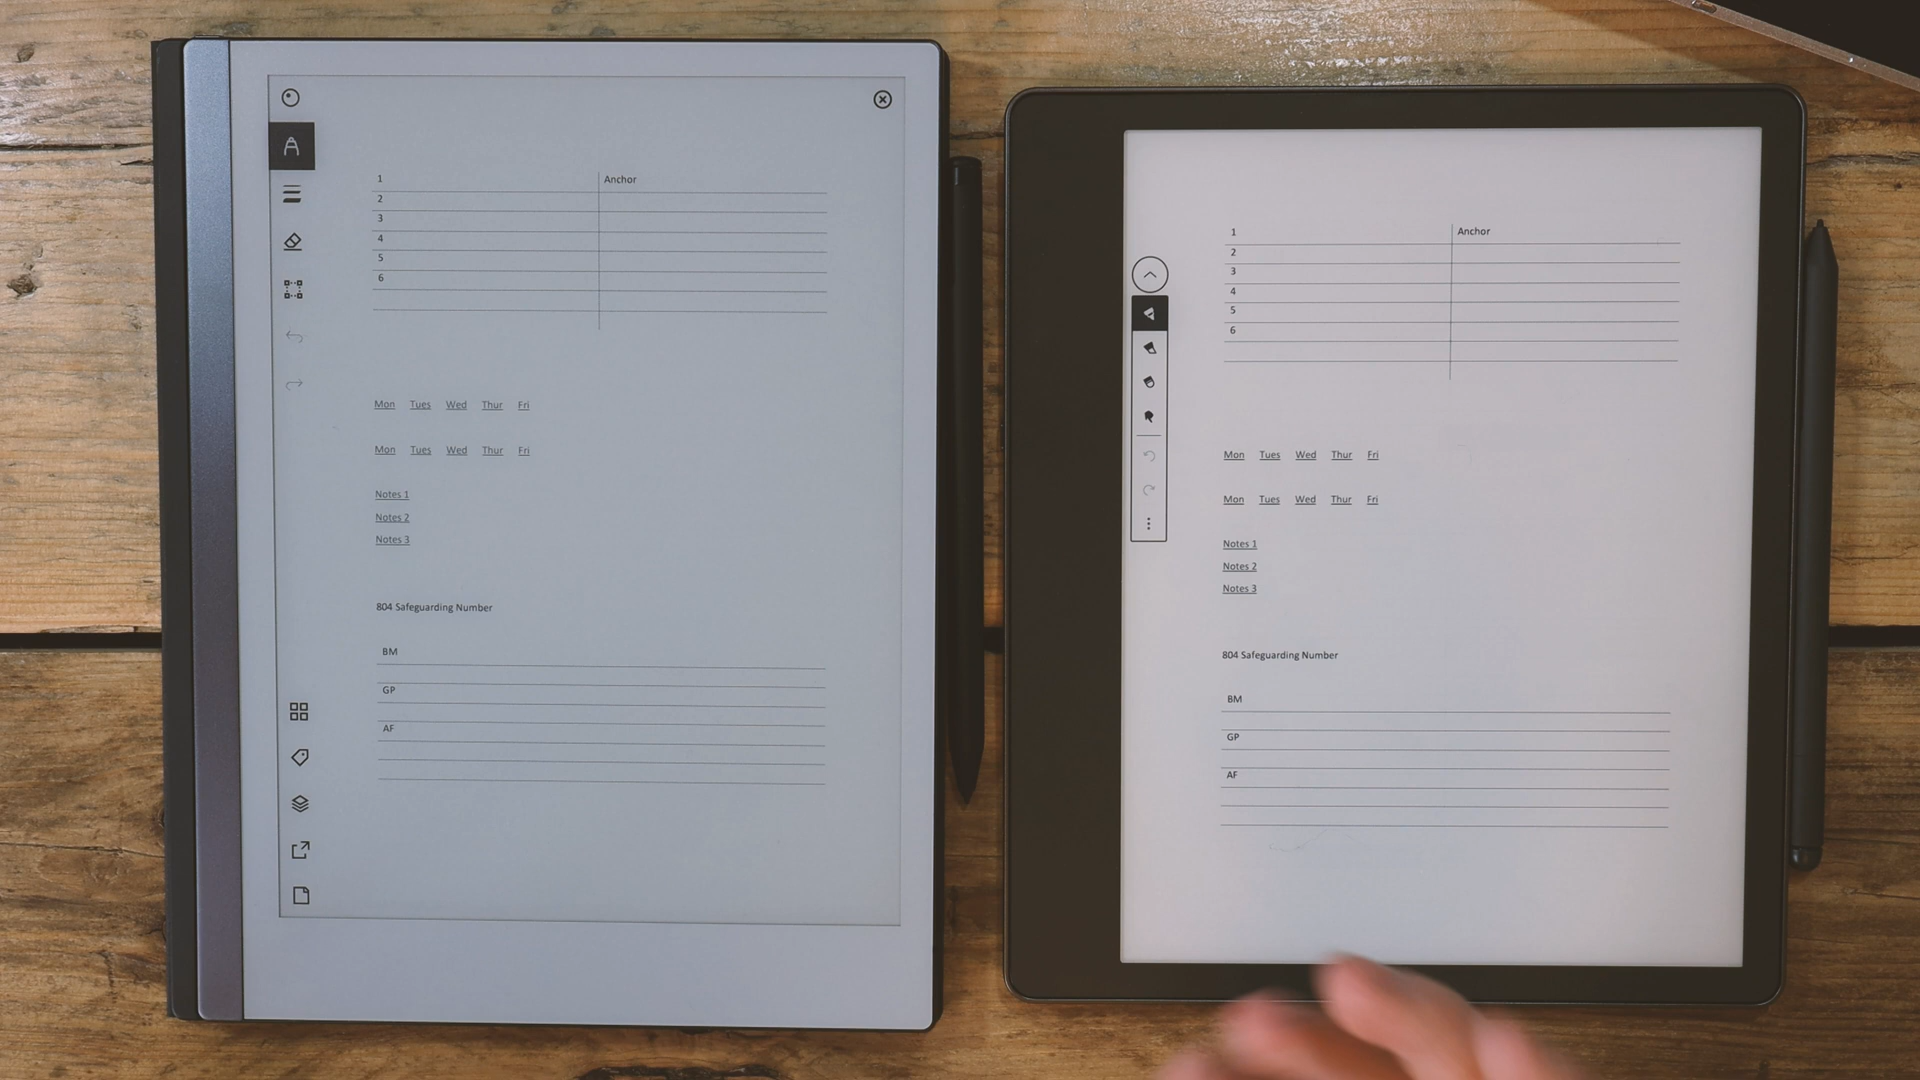 1 Anchor
2
3
4
5
6
Mon Tues Wed Thur Fri
Mon Tues Wed Thur Fri
Notes 1
Notes 2
Notes 3
804 Safeguarding Number
BM
GP
AF
1 Anchor
2
3
4
5
6
Mon Tues Wed Thur Fri
Mon Tues Wed Thur Fri
Notes 1
Notes 2
Notes 3
804 Safeguarding Number
BM
GP
AF